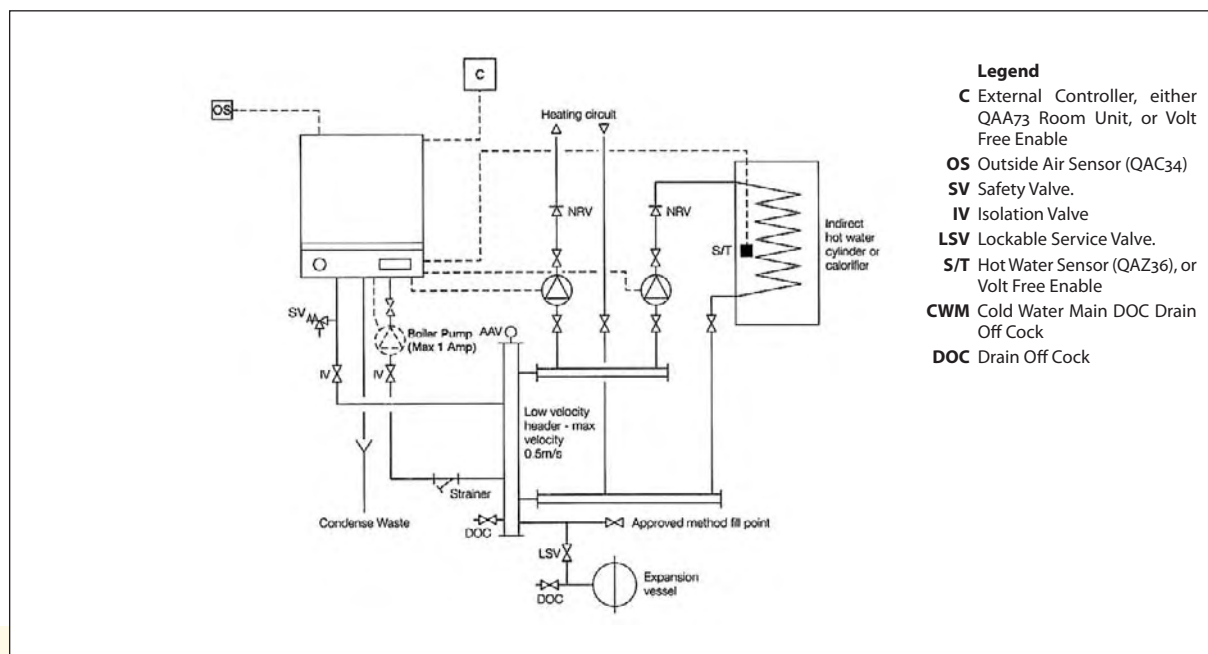 C
OS
Heating circuit
NRV
NRV
S/T
Indirect
hot water
cylinder or
calorifier
SV
Boiler Pump
(Max 1 Amp)
AAV
IV
IV
Low velocity
header - max
velocity
0.5m/s
Strainer
Condense Waste
DOC
Approved method fill point
LSV
DOC
Expansion
vessel
Legend
C External Controller, either
QAA73 Room Unit, or Volt
Free Enable
OS Outside Air Sensor (QAC34)
SV Safety Valve.
IV Isolation Valve
LSV Lockable Service Valve.
S/T Hot Water Sensor (QAZ36), or
Volt Free Enable
CWM Cold Water Main DOC Drain
Off Cock
DOC Drain Off Cock